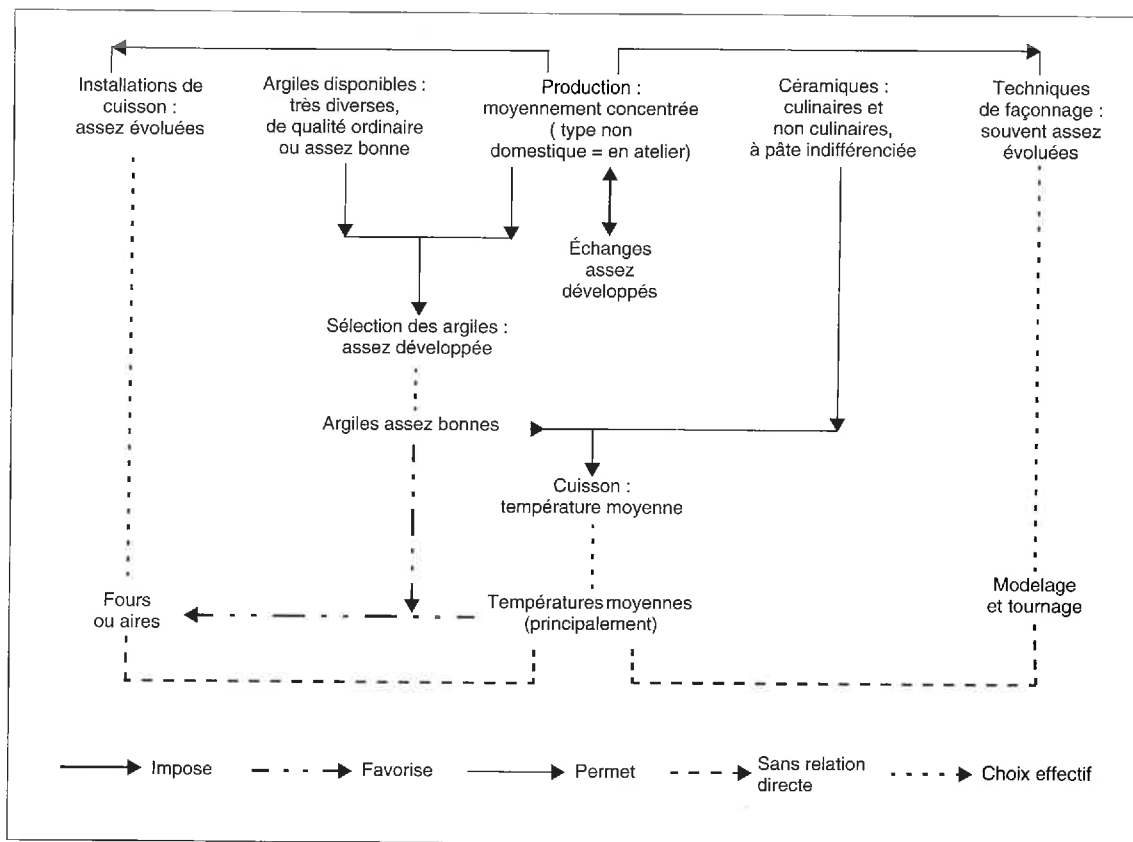 Installations de
cuisson :
assez évoluées
Argiles disponibles :
très diverses,
de qualité ordinaire
ou assez bonne
Production :
moyennement concentrée
( type non
domestique = en atelier)
Céramiques :
culinaires et
non culinaires,
à pâte indifférenciée
Techniques
de façonnage :
souvent assez
évoluées
Échanges
assez
développés
Sélection des argiles :
assez développée
Argiles assez bonnes
Cuisson :
température moyenne
Fours
ou aires
Températures moyennes
(principalement)
Modelage
et tournage
Impose
Favorise
Permet
Sans relation
directe
Choix effectif